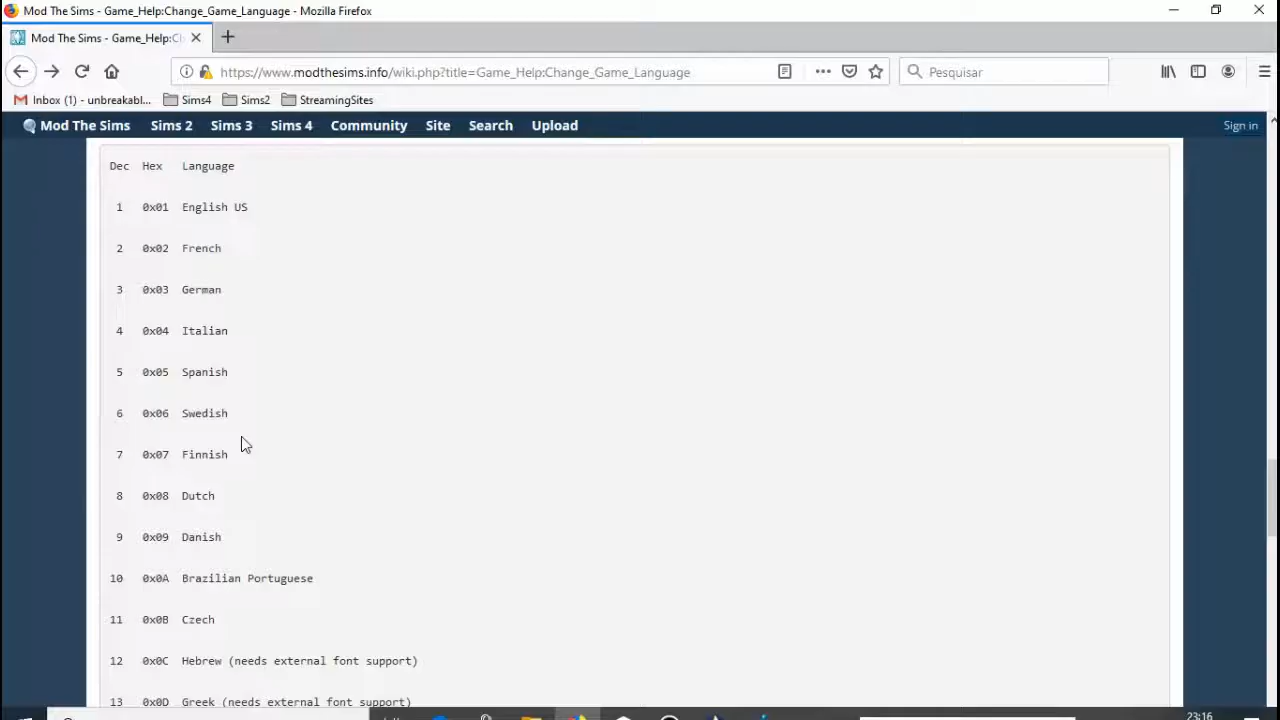 Mod The Sims - Game_Help:Change_Game_Language - Mozilla Firefox
Mod The Sims - Game_Help:Ch
https://www.modthesims.info/wiki.php?title=Game_Help:Change_Game_Language
Pesquisar
Inbox (1) - unbreakabl... Sims4 Sims2 StreamingSites
Mod The Sims Sims 2 Sims 3 Sims 4 Community Site Search Upload Sign in
Dec Hex Language
1 0x01 English US
2 0x02 French
3 0x03 German
4 0x04 Italian
5 0x05 Spanish
6 0x06 Swedish
7 0x07 Finnish
8 0x08 Dutch
9 0x09 Danish
10 0x0A Brazilian Portuguese
11 0x0B Czech
12 0x0C Hebrew (needs external font support)
13 0x0D Greek (needs external font support)
23:16